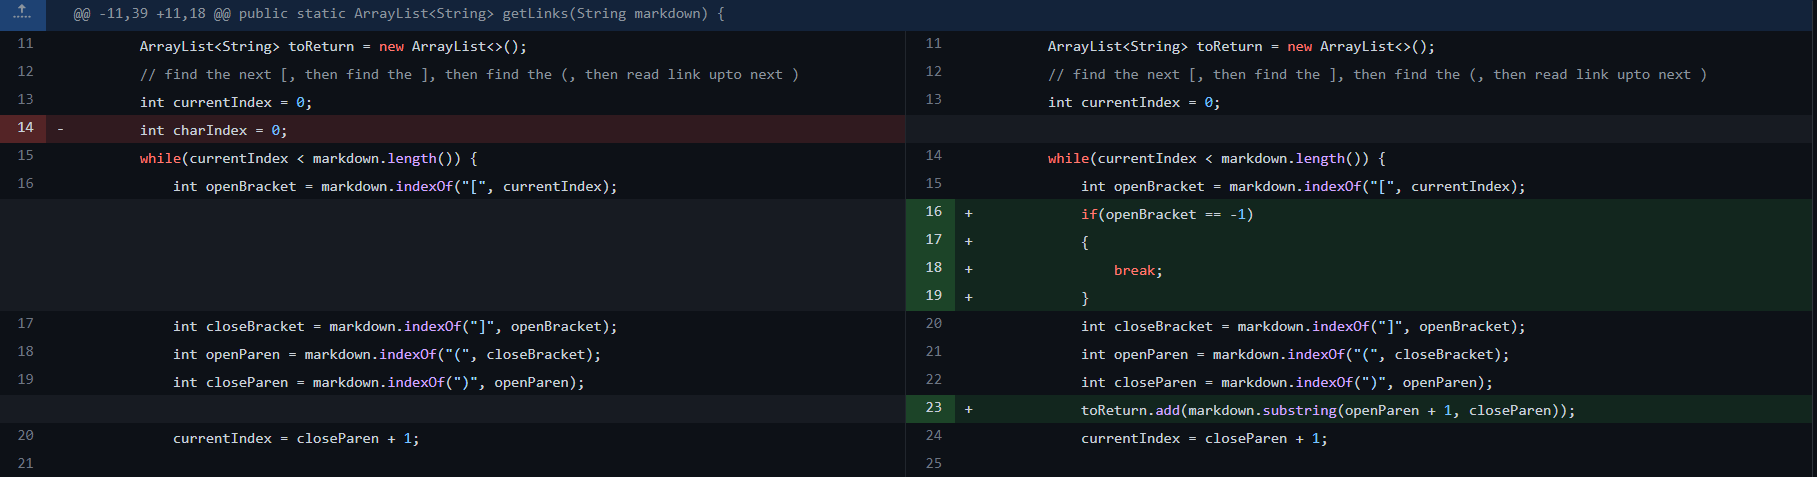 @@ -11,39 +11,18 @@ public static ArrayList<String> getLinks(String markdown) {
11 ArrayList<String> toReturn = new ArrayList<>();
12 // find the next [, then find the ], then find the (, then read link upto next )
13 int currentIndex = 0;
14 - int charIndex = 0;
15 while(currentIndex < markdown.length()) {
16 int openBracket = markdown.indexOf("[", currentIndex);
17 int closeBracket = markdown.indexOf("]", openBracket);
18 int openParen = markdown.indexOf("(", closeBracket);
19 int closeParen = markdown.indexOf(")", openParen);
20 currentIndex = closeParen + 1;
21
11 ArrayList<String> toReturn = new ArrayList<>();
12 // find the next [, then find the ], then find the (, then read link upto next )
13 int currentIndex = 0;
14 while(currentIndex < markdown.length()) {
15 int openBracket = markdown.indexOf("[", currentIndex);
16 + if(openBracket == -1)
17 + {
18 + break;
19 + }
20 int closeBracket = markdown.indexOf("]", openBracket);
21 int openParen = markdown.indexOf("(", closeBracket);
22 int closeParen = markdown.indexOf(")", openParen);
23 + toReturn.add(markdown.substring(openParen + 1, closeParen));
24 currentIndex = closeParen + 1;
25